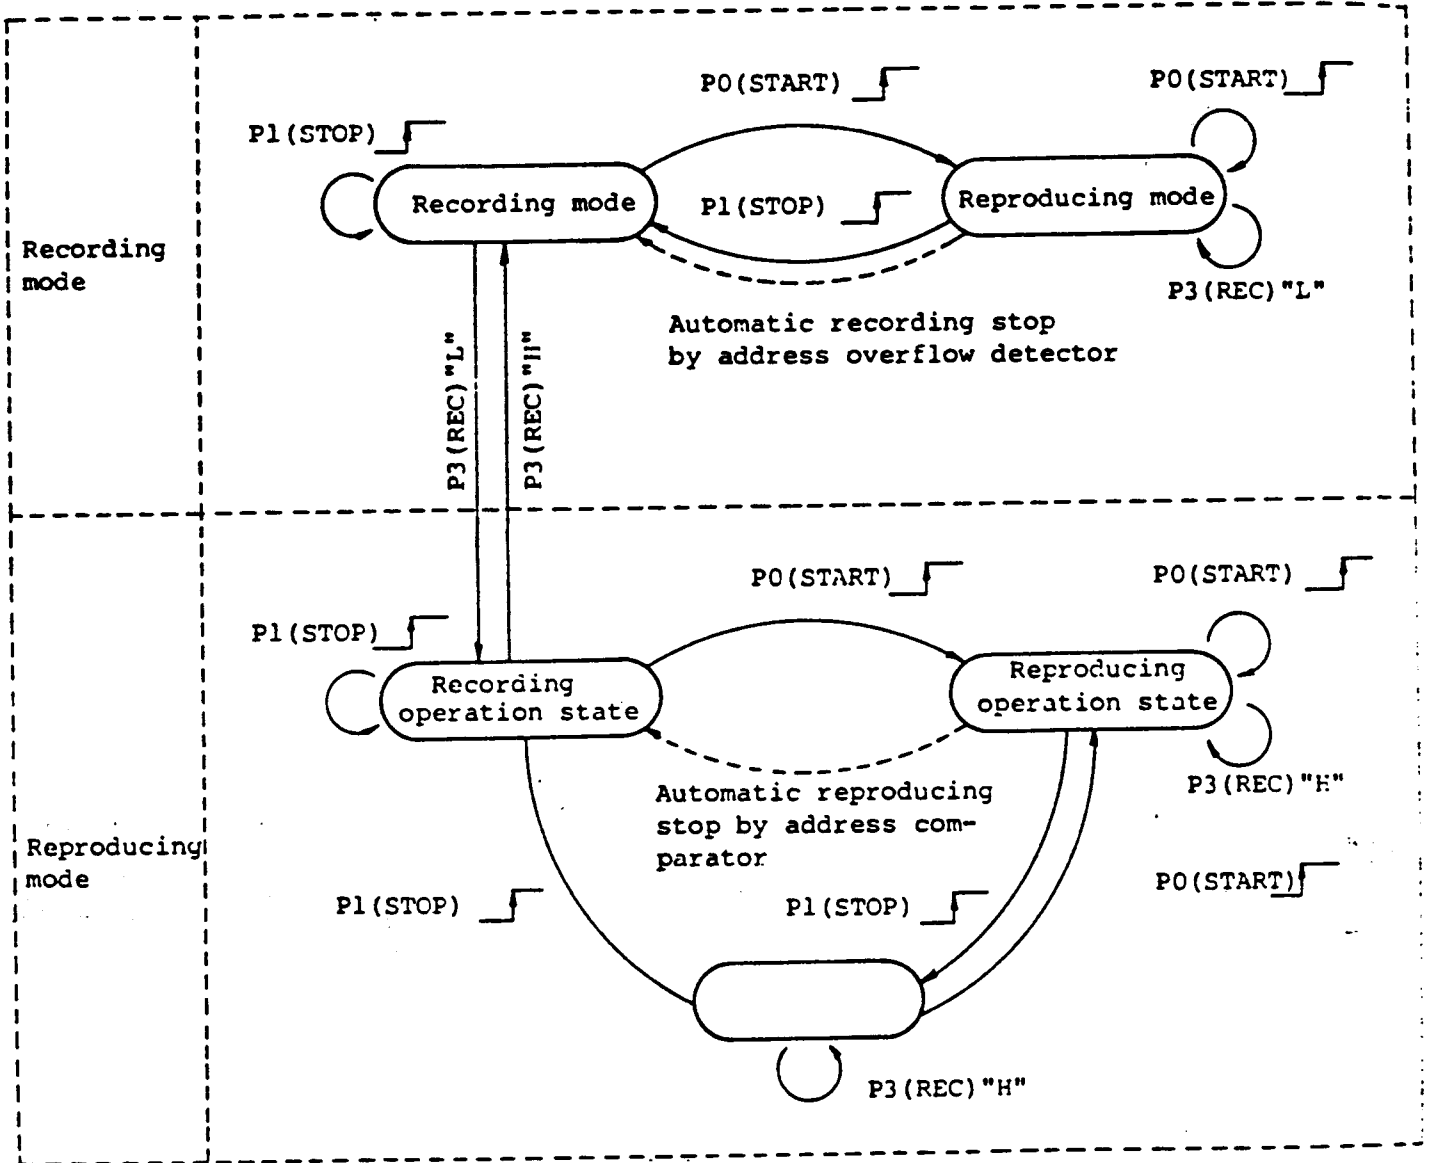 P0(START)
P0(START)
P1(STOP)
Recording mode
P1(STOP)
Reproducing mode
Recording
mode
P3(REC)"L"
Automatic recording stop
by address overflow detector
P3(REC)"L"
P3(REC)"H"
P0(START)
P0(START)
P1(STOP)
Recording
operation state
Reproducing
operation state
P3(REC)"H"
Automatic reproducing
stop by address com-
parator
Reproducing
mode
P0(START)
P1(STOP)
P1(STOP)
P3(REC)"H"